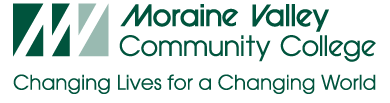 Moraine Valley
Community College
Changing Lives for a Changing World